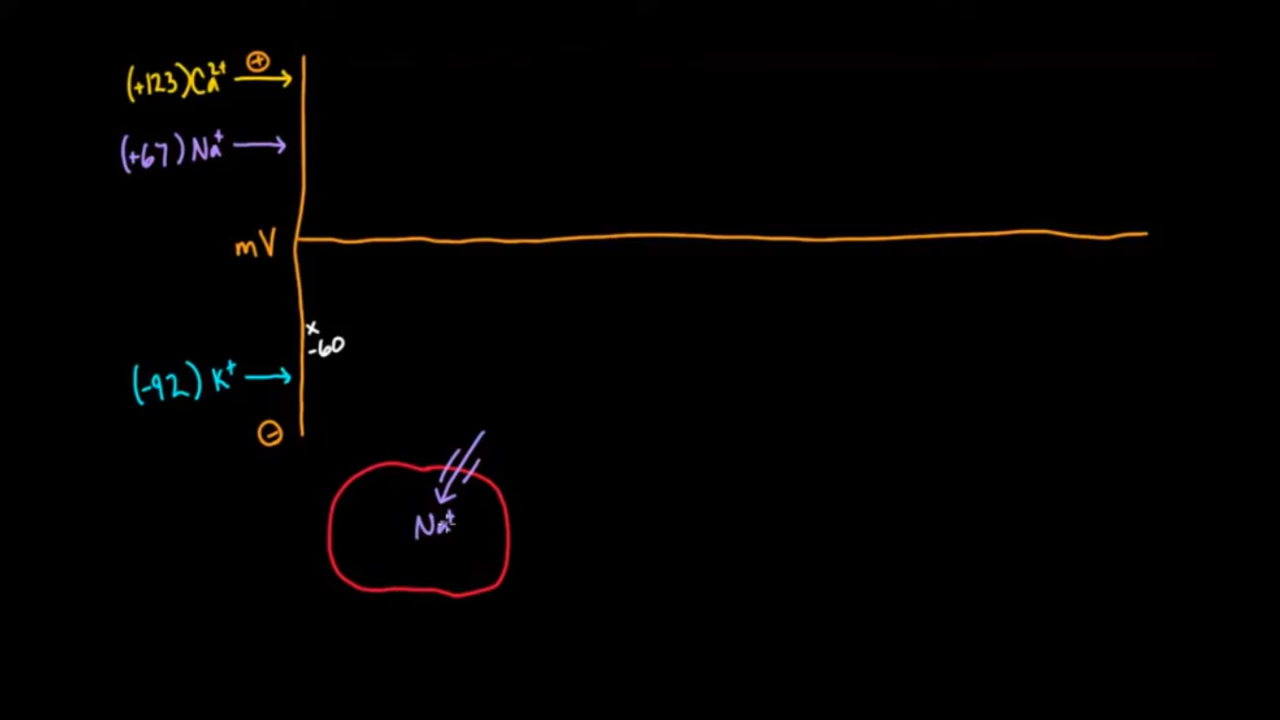 (+123) Ca²⁺ → +
(+67) Na⁺ →
mV
x
-60
(-92) K⁺ →
-
Na⁺